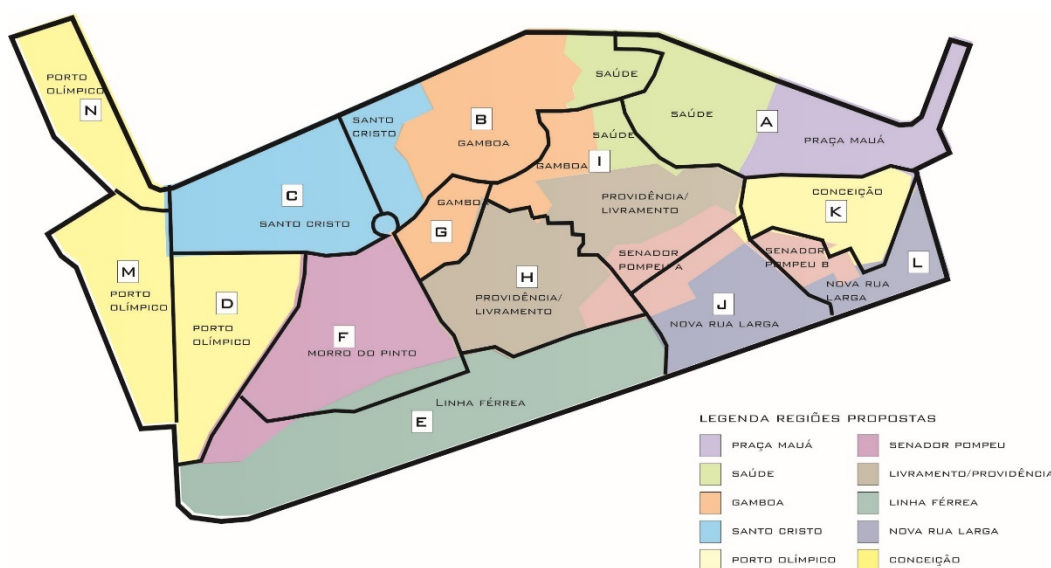 PORTO
OLÍMPICO
N
SANTO
CRISTO
B
GAMBOA
SAÚDE
SAÚDE
SAÚDE
A
PRAÇA MAUÁ
GAMBOA
I
C
SANTO CRISTO
GAMBOA
G
PROVIDÊNCIA/
LIVRAMENTO
CONCEIÇÃO
K
M
PORTO
OLÍMPICO
D
PORTO
OLÍMPICO
F
MORRO DO PINTO
H
PROVIDÊNCIA/
LIVRAMENTO
SENADOR
POMPEU A
SENADOR
POMPEU B
L
NOVA RUA
LARGA
J
NOVA RUA LARGA
LINHA FÉRREA
E
LEGENDA REGIÕES PROPOSTAS
PRAÇA MAUÁ
SAÚDE
GAMBOA
SANTO CRISTO
PORTO OLÍMPICO
SENADOR POMPEU
LIVRAMENTO/PROVIDÊNCIA
LINHA FÉRREA
NOVA RUA LARGA
CONCEIÇÃO